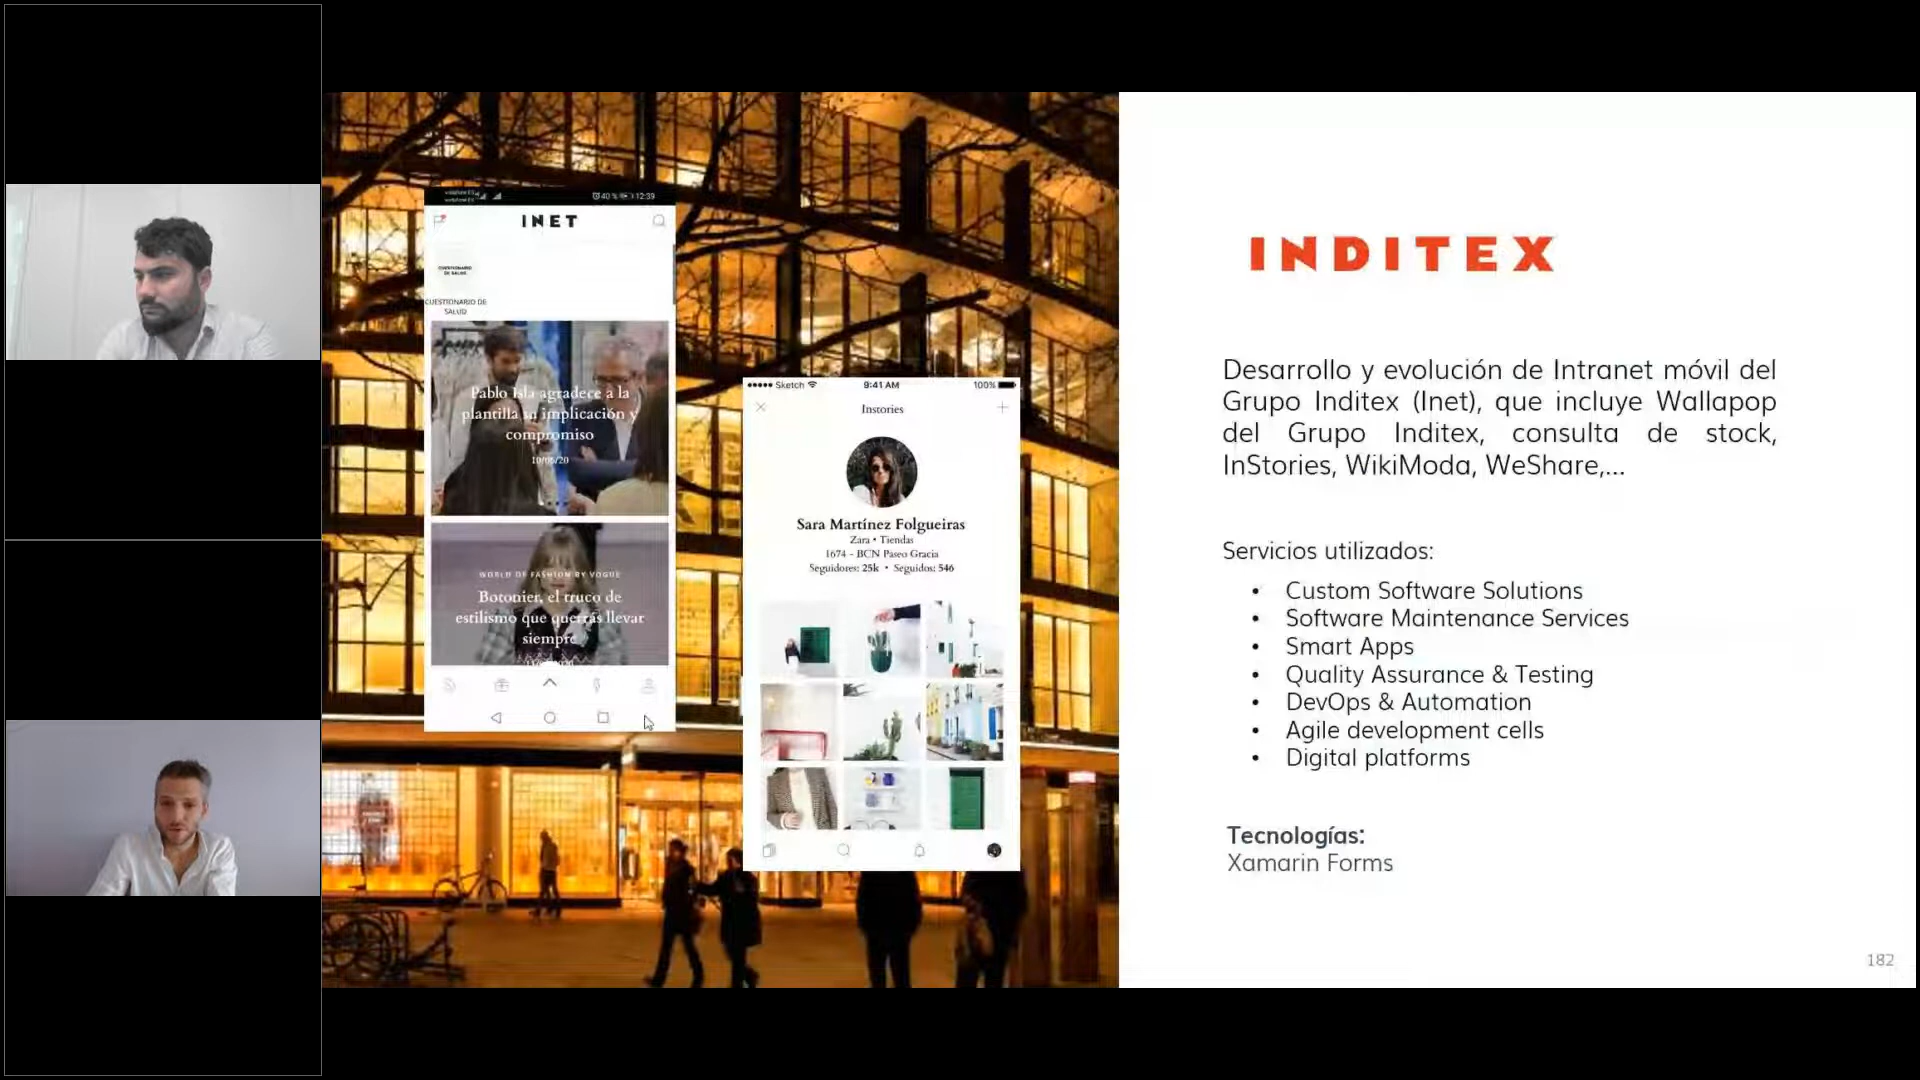 12:39
INET
CUESTIONARIO
DE SALUD
CUESTIONARIO DE
SALUD
Pablo Isla agradece a la
plantilla su implicación y
compromiso
WORLD OF FASHION BY VOGUE
Botonier, el truco de
estilismo que querrás llevar
siempre
Sketch 9:41 AM 100%
Instories
Sara Martínez Folgueiras
Zara • Tiendas
1674 - BCN Paseo Gracia
Seguidores: 25k • Seguidos: 546
INDITEX
Desarrollo y evolución de Intranet móvil del
Grupo Inditex (Inet), que incluye Wallapop
del Grupo Inditex, consulta de stock,
InStories, WikiModa, WeShare,...
Servicios utilizados:
• Custom Software Solutions
• Software Maintenance Services
• Smart Apps
• Quality Assurance & Testing
• DevOps & Automation
• Agile development cells
• Digital platforms
Tecnologías:
Xamarin Forms
182